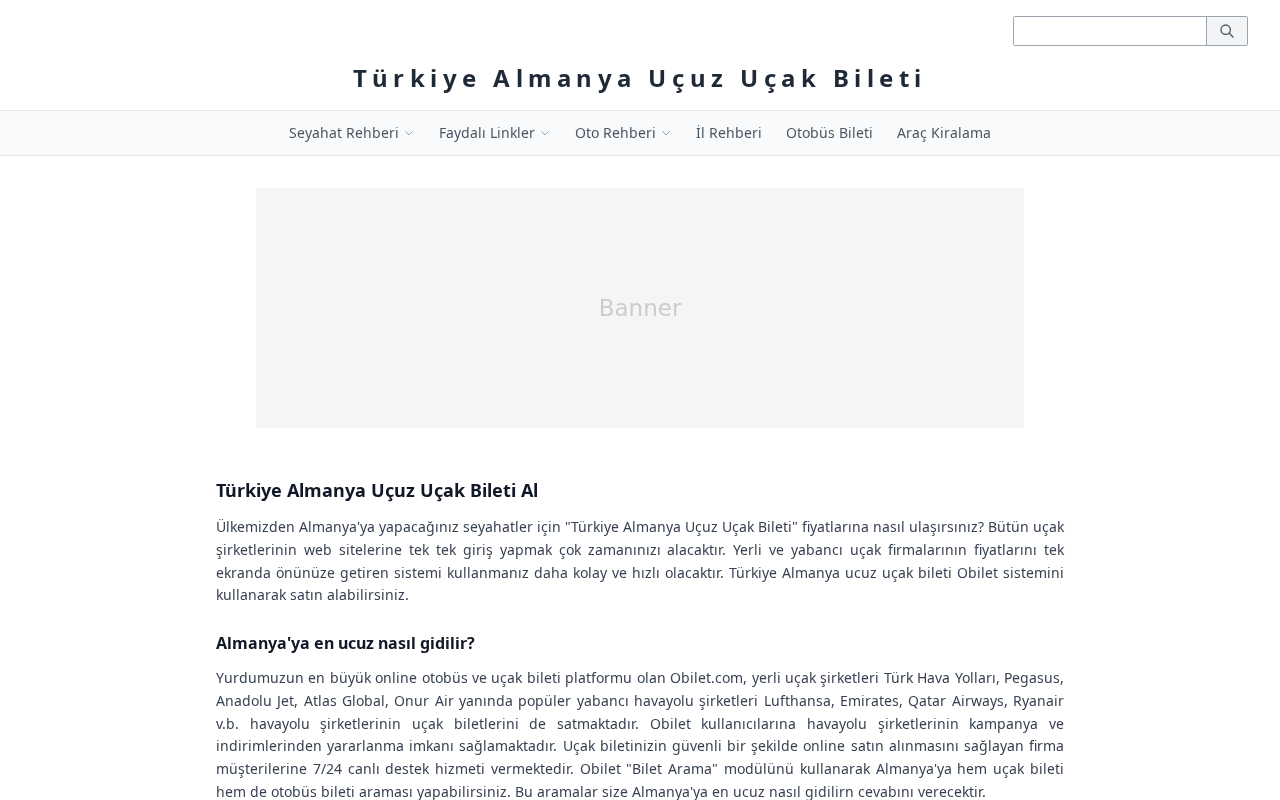 Türkiye Almanya Uçuz Uçak Bileti
Seyahat Rehberi Faydalı Linkler Oto Rehberi İl Rehberi Otobüs Bileti Araç Kiralama
Banner
Türkiye Almanya Uçuz Uçak Bileti Al
Ülkemizden Almanya'ya yapacağınız seyahatler için "Türkiye Almanya Uçuz Uçak Bileti" fiyatlarına nasıl ulaşırsınız? Bütün uçak
şirketlerinin web sitelerine tek tek giriş yapmak çok zamanınızı alacaktır. Yerli ve yabancı uçak firmalarının fiyatlarını tek
ekranda önünüze getiren sistemi kullanmanız daha kolay ve hızlı olacaktır. Türkiye Almanya ucuz uçak bileti Obilet sistemini
kullanarak satın alabilirsiniz.
Almanya'ya en ucuz nasıl gidilir?
Yurdumuzun en büyük online otobüs ve uçak bileti platformu olan Obilet.com, yerli uçak şirketleri Türk Hava Yolları, Pegasus,
Anadolu Jet, Atlas Global, Onur Air yanında popüler yabancı havayolu şirketleri Lufthansa, Emirates, Qatar Airways, Ryanair
v.b. havayolu şirketlerinin uçak biletlerini de satmaktadır. Obilet kullanıcılarına havayolu şirketlerinin kampanya ve
indirimlerinden yararlanma imkanı sağlamaktadır. Uçak biletinizin güvenli bir şekilde online satın alınmasını sağlayan firma
müşterilerine 7/24 canlı destek hizmeti vermektedir. Obilet "Bilet Arama" modülünü kullanarak Almanya'ya hem uçak bileti
hem de otobüs bileti araması yapabilirsiniz. Bu aramalar size Almanya'ya en ucuz nasıl gidilirn cevabını verecektir.